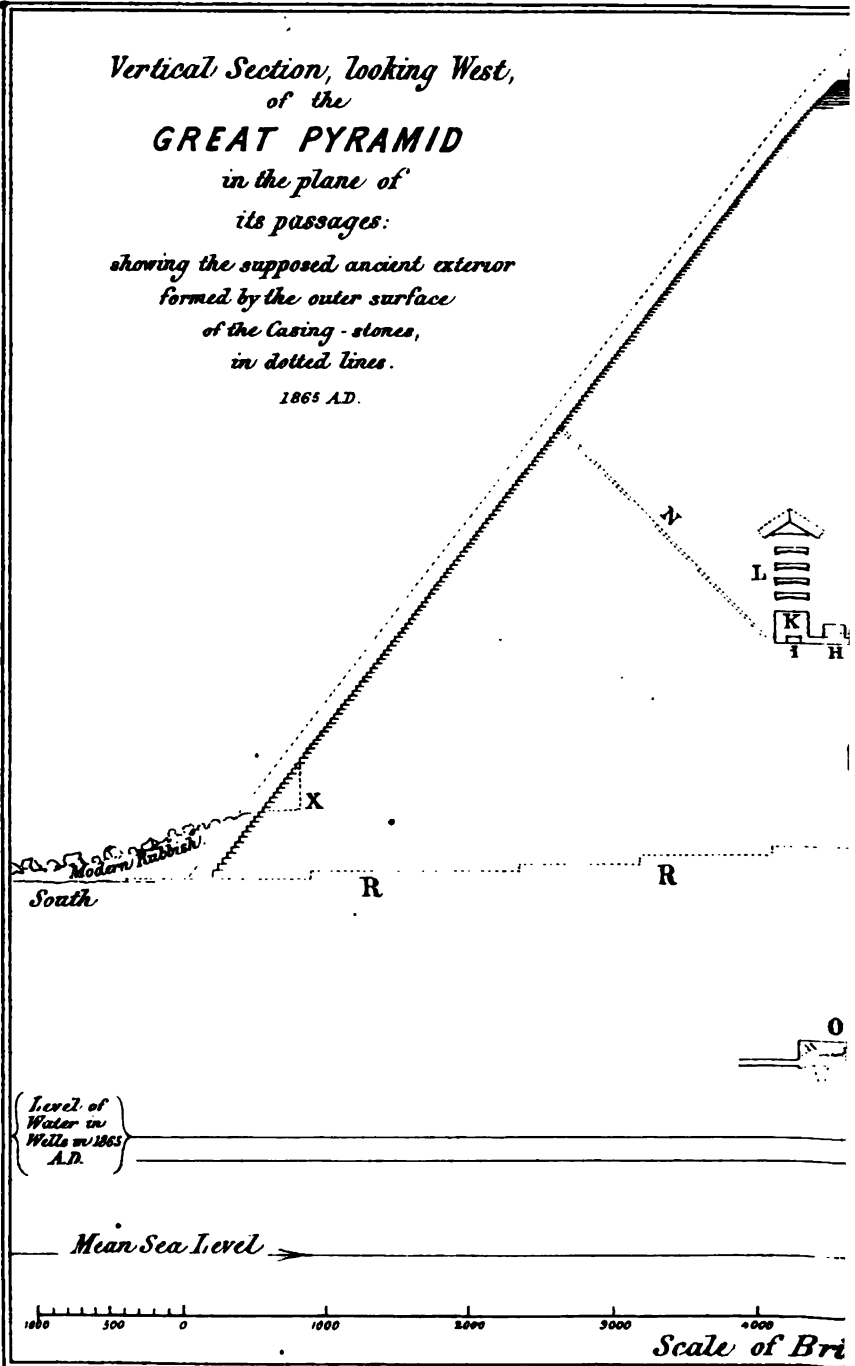 Vertical Section, looking West,
of the
GREAT PYRAMID
in the plane of
its passages:
showing the supposed ancient exterior
formed by the outer surface
of the Casing-stones,
in dotted lines.
1865 A.D.
N
L
K
I H
X
Modern Rubbish.
R R
South
O
Level of
Water in
Wells in 1865
A.D.
Mean Sea Level
1000 500 0 1000 2000 3000 4000
Scale of Bri